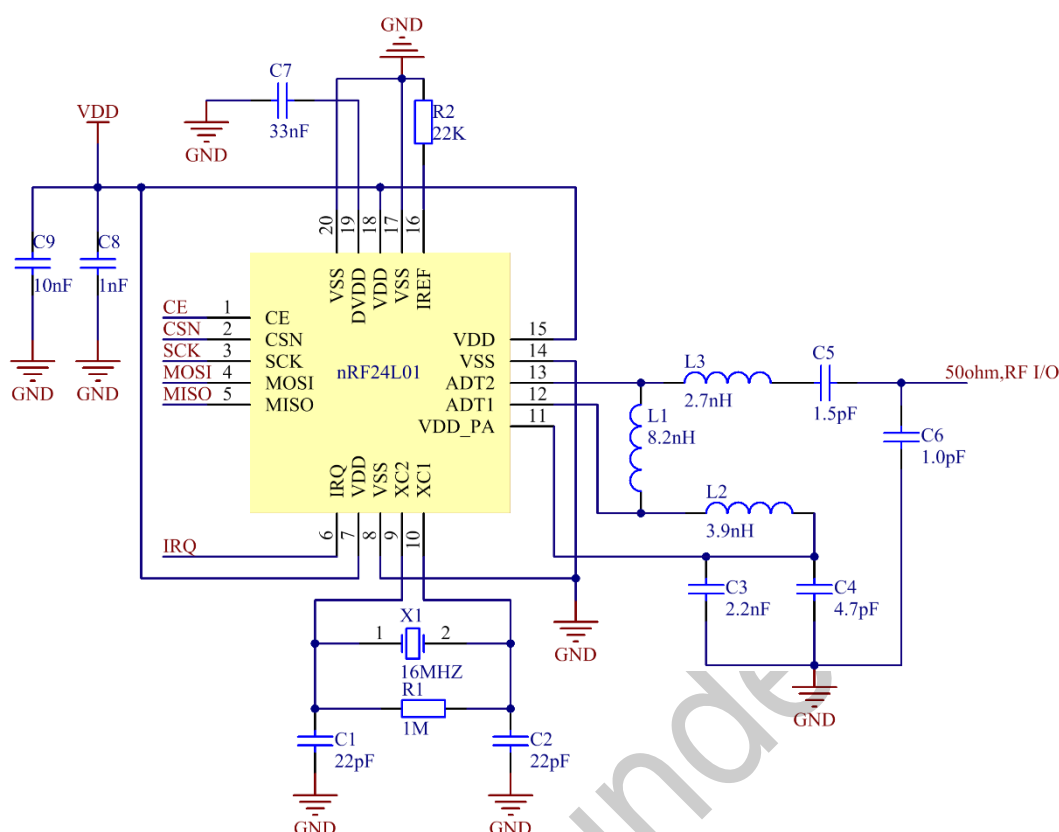 GND
C7
33nF
GND
R2
22K
VDD
20
19
18
17
16
C9
10nF
C8
1nF
GND
GND
VSS
DVDD
VDD
VSS
IREF
CE
1
CE
CSN
2
CSN
SCK
3
SCK
MOSI
4
MOSI
MISO
5
MISO
nRF24L01
VDD
15
VSS
14
ADT2
13
ADT1
12
VDD_PA
11
L3
2.7nH
C5
1.5pF
50ohm,RF I/O
L1
8.2nH
C6
1.0pF
L2
3.9nH
IRQ
VDD
VSS
XC2
XC1
6
7
8
9
10
IRQ
C3
2.2nF
C4
4.7pF
GND
GND
X1
1
2
16MHZ
R1
1M
C1
22pF
C2
22pF
GND
GND
unde